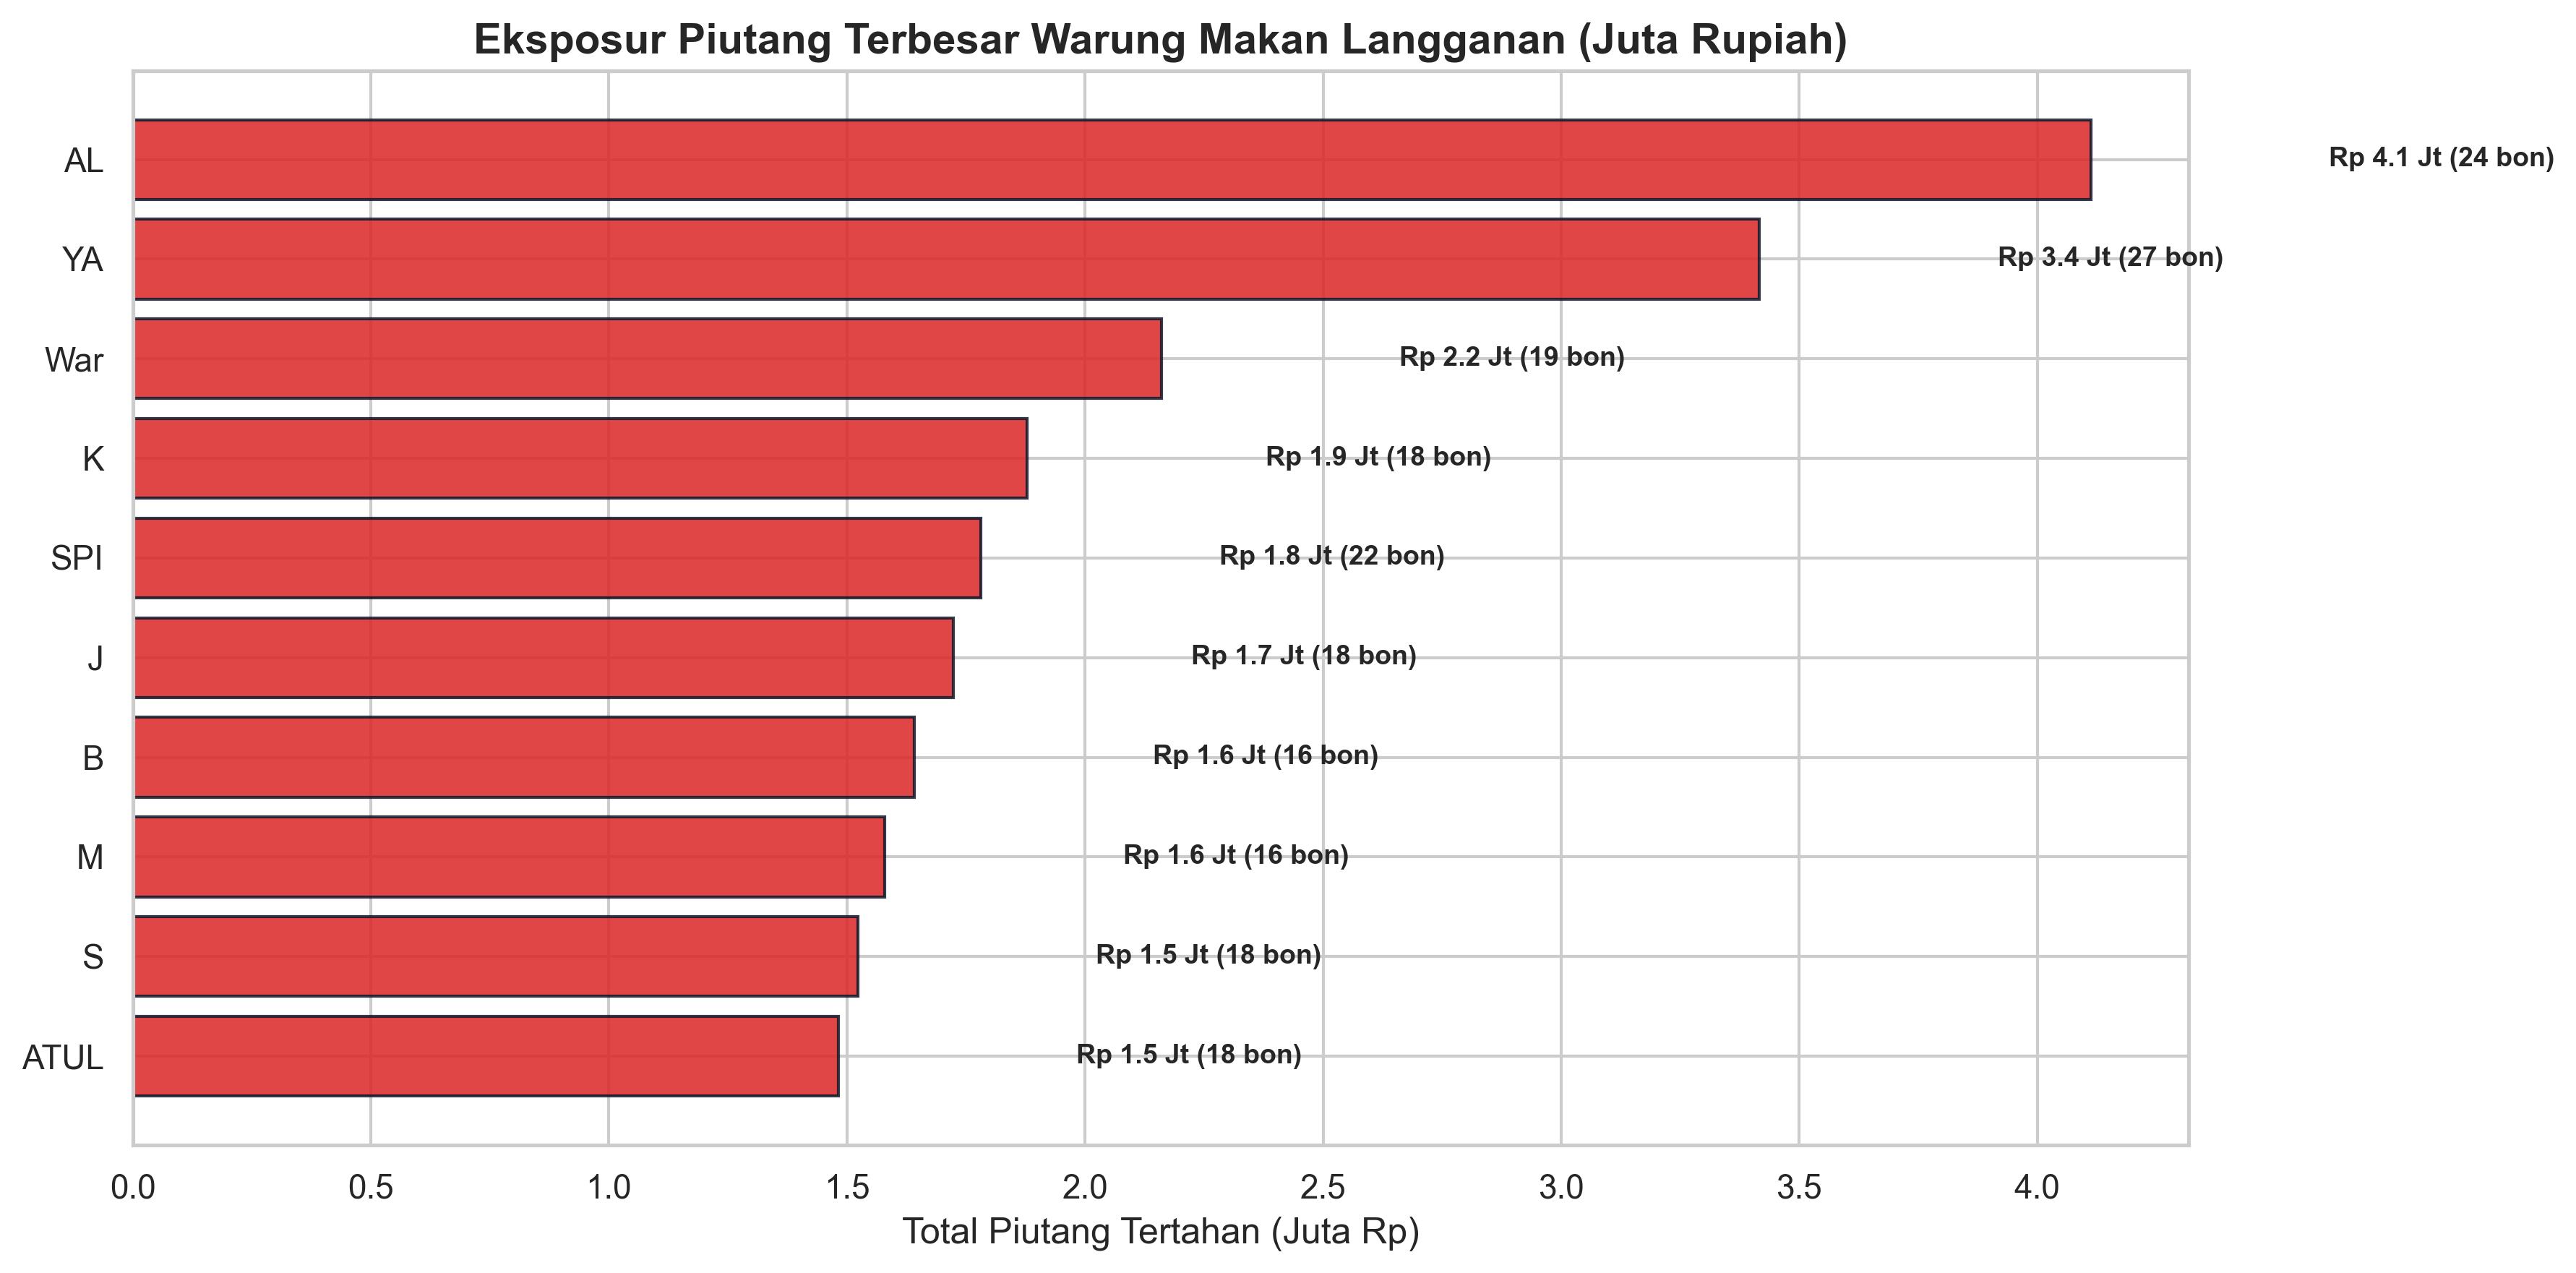 Eksposur Piutang Terbesar Warung Makan Langganan (Juta Rupiah)
AL Rp 4.1 Jt (24 bon)
YA Rp 3.4 Jt (27 bon)
War Rp 2.2 Jt (19 bon)
K Rp 1.9 Jt (18 bon)
SPI Rp 1.8 Jt (22 bon)
J Rp 1.7 Jt (18 bon)
B Rp 1.6 Jt (16 bon)
M Rp 1.6 Jt (16 bon)
S Rp 1.5 Jt (18 bon)
ATUL Rp 1.5 Jt (18 bon)
0.0 0.5 1.0 1.5 2.0 2.5 3.0 3.5 4.0
Total Piutang Tertahan (Juta Rp)